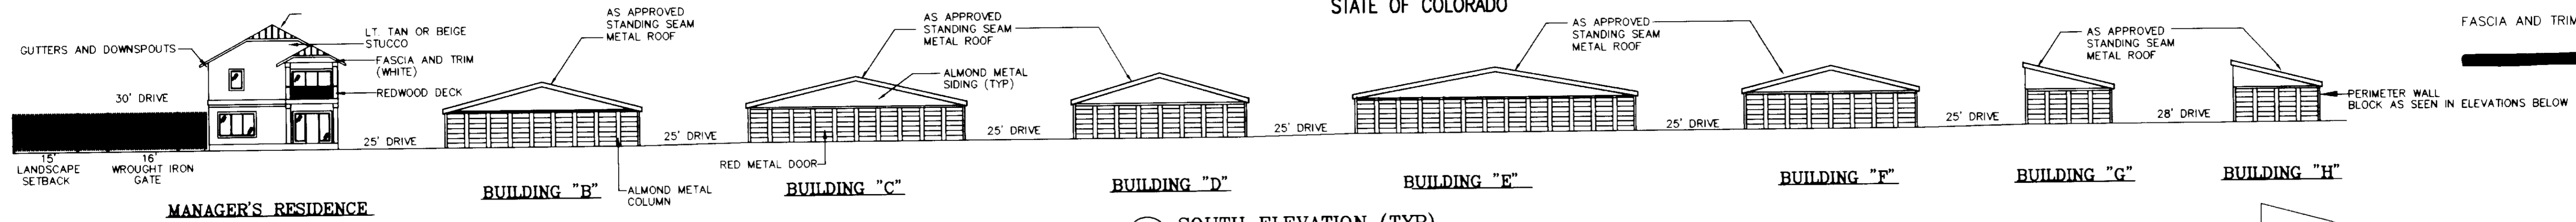 STATE OF COLORADO
GUTTERS AND DOWNSPOUTS
LT. TAN OR BEIGE
STUCCO
FASCIA AND TRIM
(WHITE)
REDWOOD DECK
30' DRIVE
15'
LANDSCAPE
SETBACK
16'
WROUGHT IRON
GATE
MANAGER'S RESIDENCE
25' DRIVE
AS APPROVED
STANDING SEAM
METAL ROOF
BUILDING "B"
ALMOND METAL
COLUMN
25' DRIVE
AS APPROVED
STANDING SEAM
METAL ROOF
ALMOND METAL
SIDING (TYP)
RED METAL DOOR
BUILDING "C"
25' DRIVE
BUILDING "D"
25' DRIVE
AS APPROVED
STANDING SEAM
METAL ROOF
BUILDING "E"
25' DRIVE
BUILDING "F"
25' DRIVE
AS APPROVED
STANDING SEAM
METAL ROOF
BUILDING "G"
28' DRIVE
BUILDING "H"
PERIMETER WALL
BLOCK AS SEEN IN ELEVATIONS BELOW
FASCIA AND TRIM
SOUTH ELEVATION (TYP)